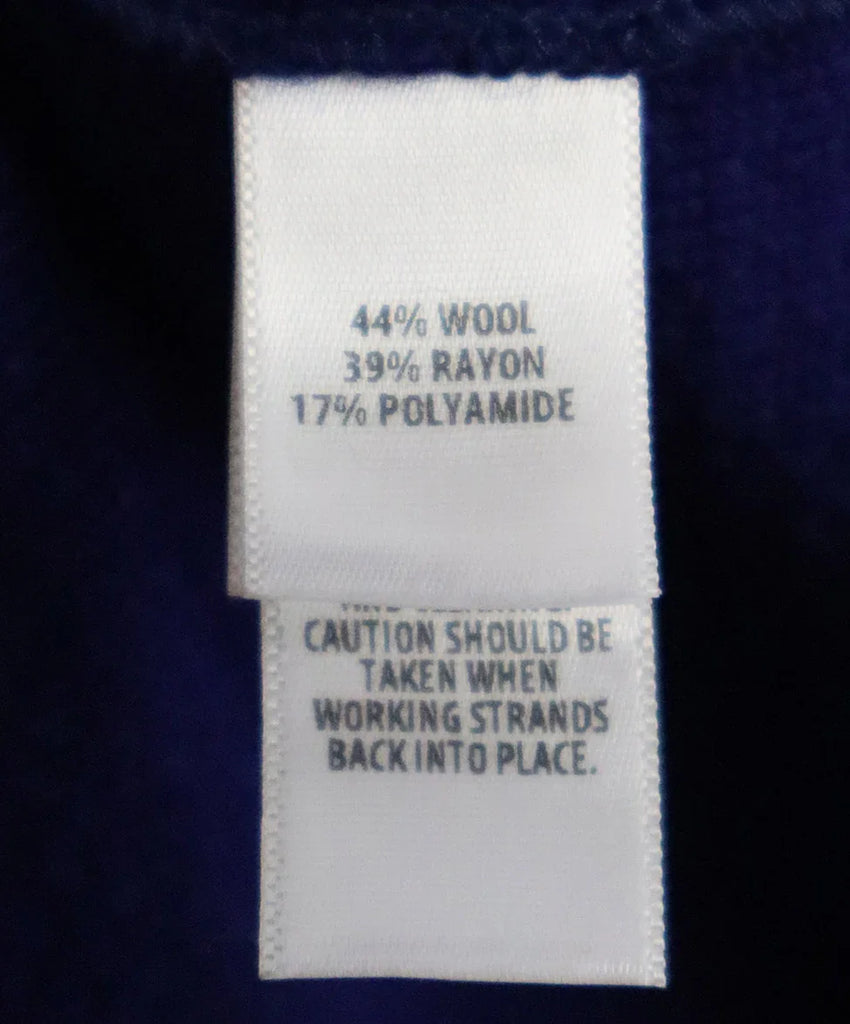 44% WOOL
39% RAYON
17% POLYAMIDE
CAUTION SHOULD BE
TAKEN WHEN
WORKING STRANDS
BACK INTO PLACE.